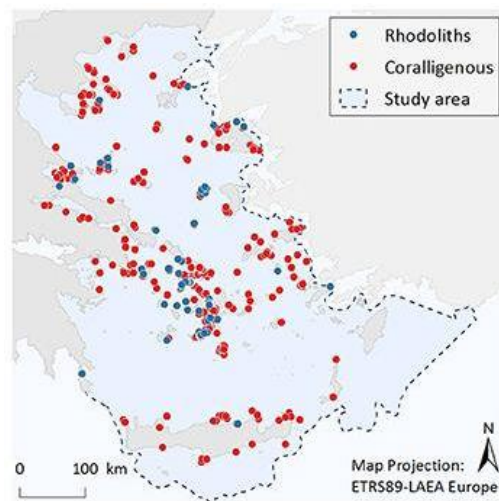 Rhodoliths
Coralligenous
Study area
N
0 100 km
Map Projection:
ETRS89-LAEA Europe